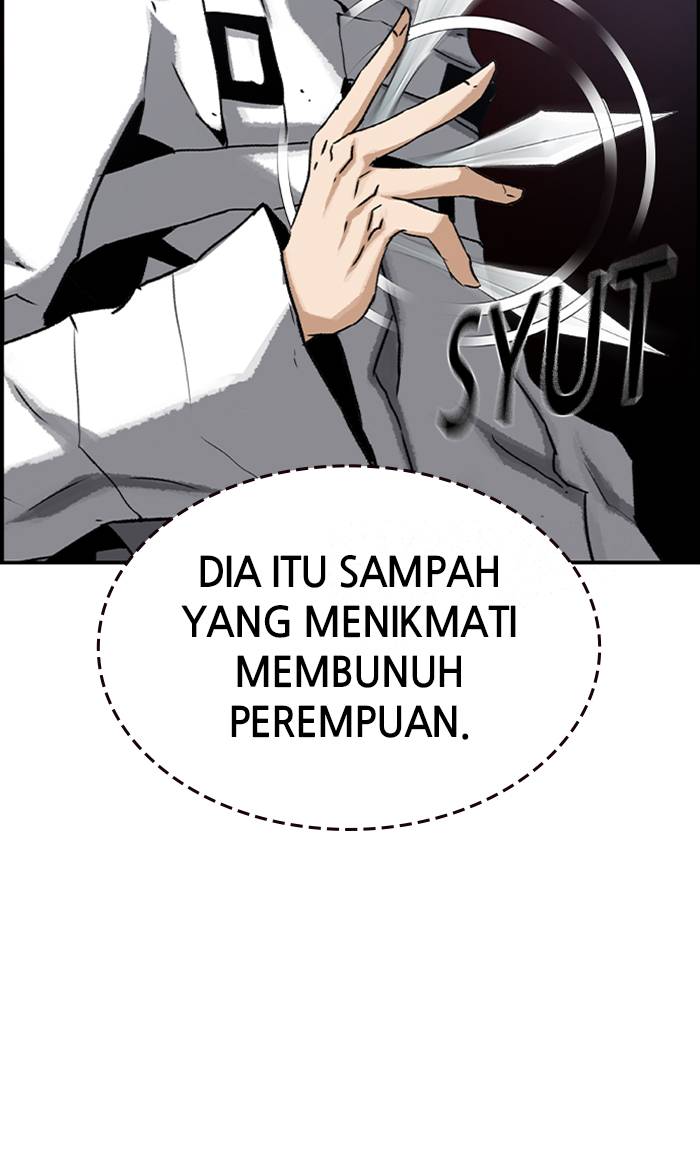 SYUT
DIA ITU SAMPAH
YANG MENIKMATI
MEMBUNUH
PEREMPUAN.